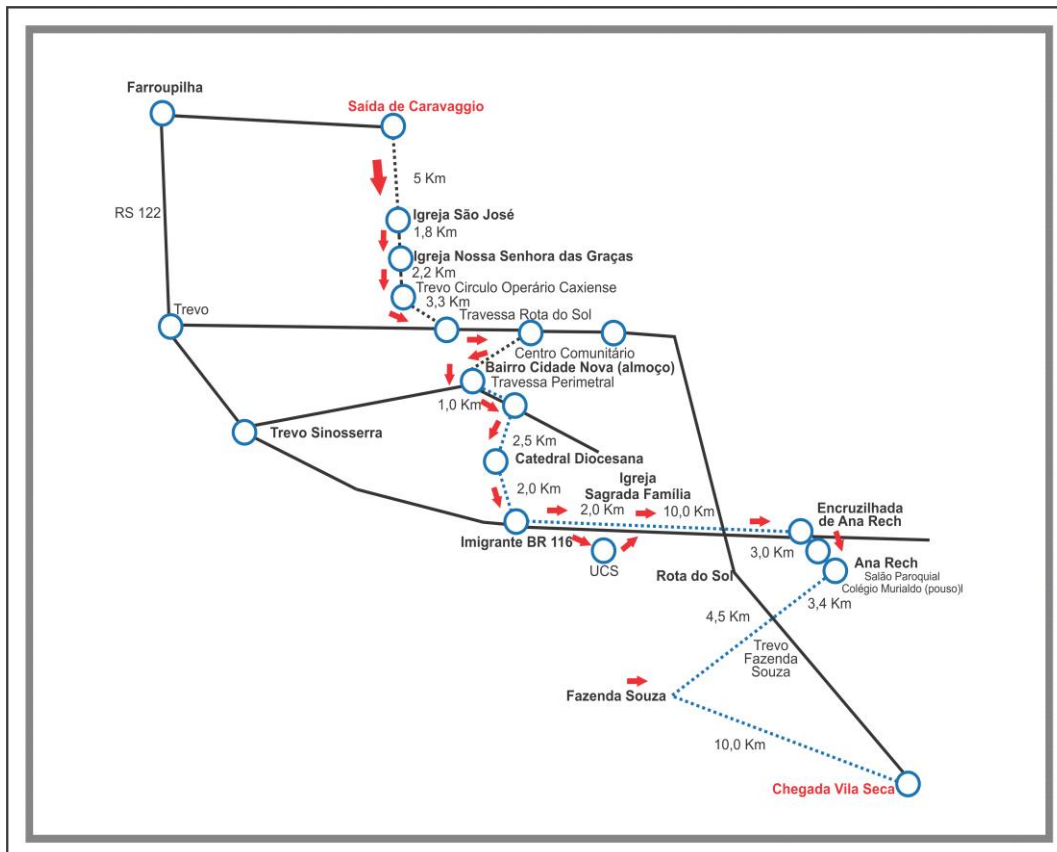 Farroupilha
Saída de Caravaggio
5 Km
RS 122
Igreja São José
1,8 Km
Igreja Nossa Senhora das Graças
2,2 Km
Trevo Circulo Operário Caxiense
3,3 Km
Trevo
Travessa Rota do Sol
Centro Comunitário
Bairro Cidade Nova (almoço)
Travessa Perimetral
1,0 Km
Trevo Sinosserra
2,5 Km
Catedral Diocesana
2,0 Km
Igreja
Sagrada Família
2,0 Km
10,0 Km
Imigrante BR 116
UCS
Encruzilhada
de Ana Rech
3,0 Km
Ana Rech
Salão Paroquial
Colégio Murialdo (pouso)l
3,4 Km
Rota do Sol
4,5 Km
Trevo
Fazenda
Souza
Fazenda Souza
10,0 Km
Chegada Vila Seca